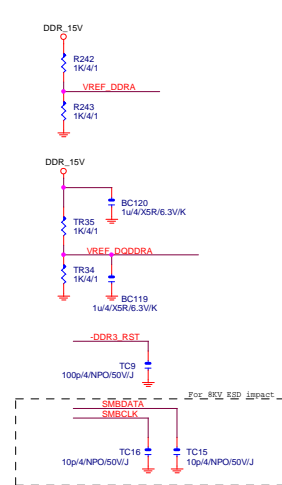 DDR_15V
R242
1K/4/1
VREF_DDRA
R243
1K/4/1
DDR_15V
BC120
1u/4/X5R/6.3V/K
TR35
1K/4/1
VREF_DQDDRA
TR34
1K/4/1
BC119
1u/4/X5R/6.3V/K
-DDR3_RST
TC9
100p/4/NPO/50V/J
For 8KV ESD impact
SMBDATA
SMBCLK
TC16
10p/4/NPO/50V/J
TC15
10p/4/NPO/50V/J